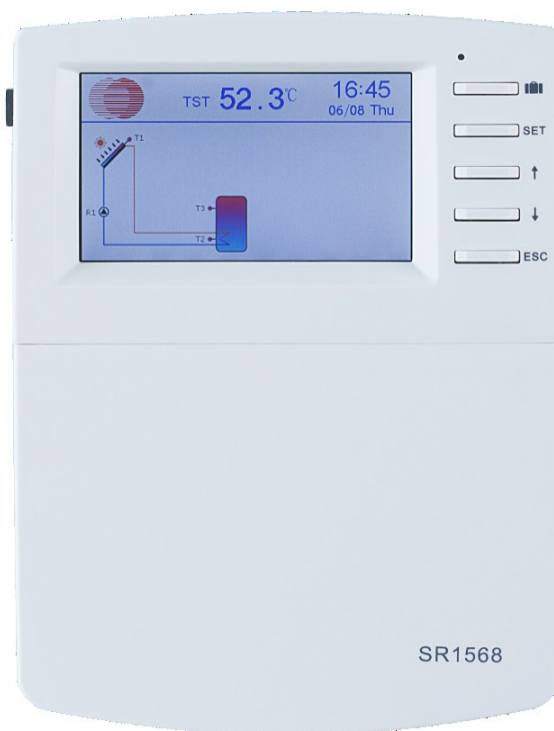 TST 52.3℃
16:45
06/08 Thu
T1
R1
T3
T2
SET
↑
↓
ESC
SR1568